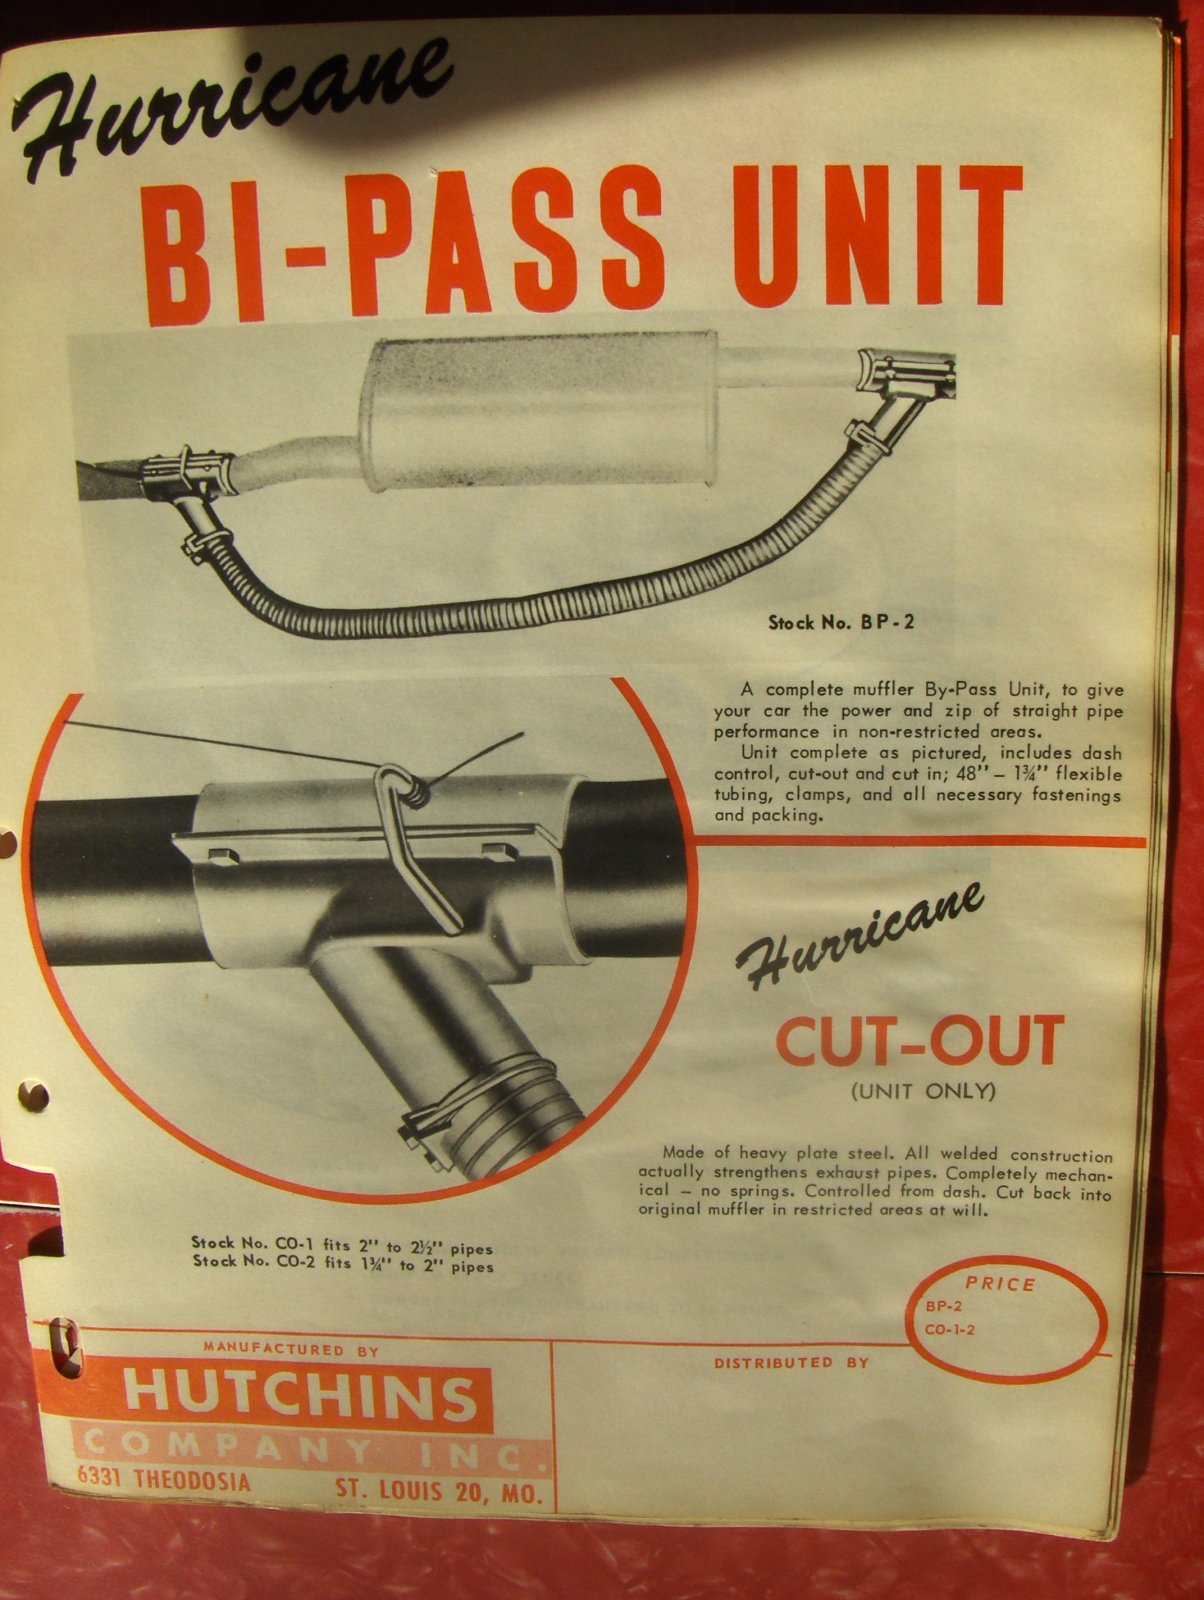 Hurricane
BI-PASS UNIT
Stock No. BP-2
A complete muffler By-Pass Unit, to give
your car the power and zip of straight pipe
performance in non-restricted areas.
Unit complete as pictured, includes dash
control, cut-out and cut in; 48" – 1¾" flexible
tubing, clamps, and all necessary fastenings
and packing.
Hurricane
CUT-OUT
(UNIT ONLY)
Made of heavy plate steel. All welded construction
actually strengthens exhaust pipes. Completely mechan-
ical – no springs. Controlled from dash. Cut back into
original muffler in restricted areas at will.
Stock No. CO-1 fits 2" to 2½" pipes
Stock No. CO-2 fits 1¾" to 2" pipes
PRICE
BP-2
CO-1-2
MANUFACTURED BY
HUTCHINS
COMPANY INC.
6331 THEODOSIA ST. LOUIS 20, MO.
DISTRIBUTED BY